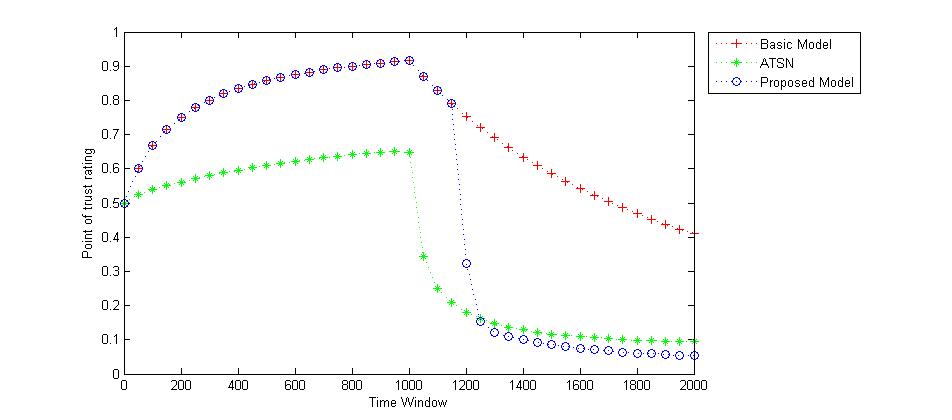 1
0.9
0.8
0.7
0.6
0.5
0.4
0.3
0.2
0.1
0
Point of trust rating
0 200 400 600 800 1000 1200 1400 1600 1800 2000
Time Window
Basic Model
ATSN
Proposed Model